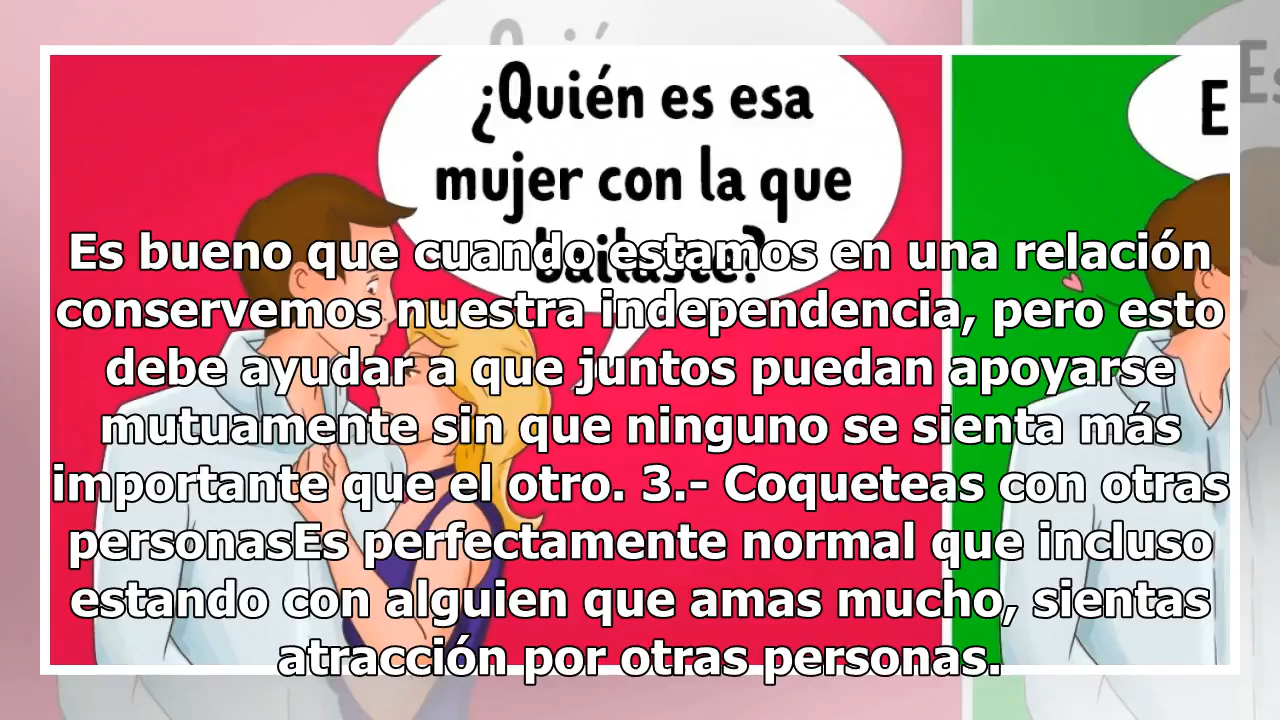 ¿Quién es esa
mujer con la que
bailaste?
E
Es bueno que cuando estamos en una relación
conservemos nuestra independencia, pero esto
debe ayudar a que juntos puedan apoyarse
mutuamente sin que ninguno se sienta más
importante que el otro. 3.- Coqueteas con otras
personasEs perfectamente normal que incluso
estando con alguien que amas mucho, sientas
atracción por otras personas.